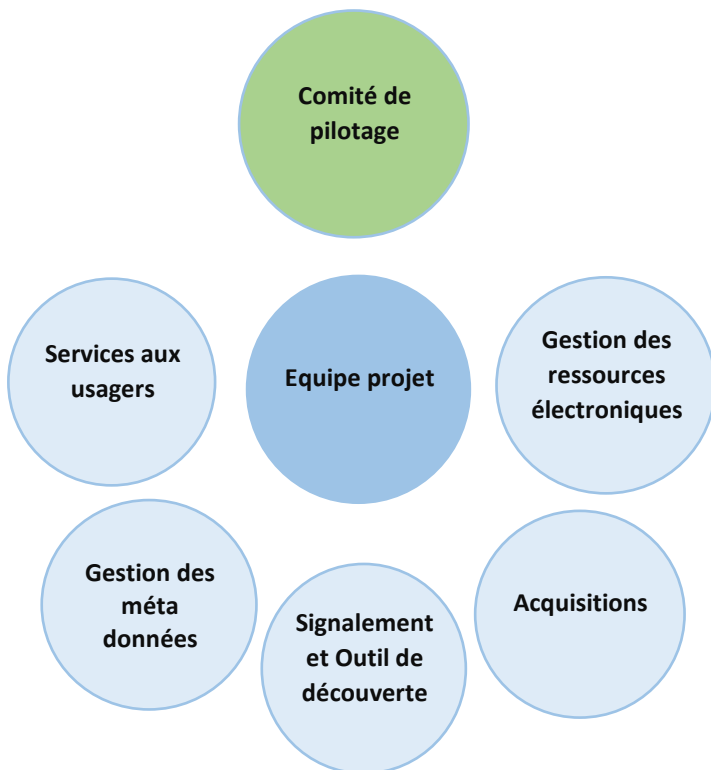 Comité de
pilotage
Services aux
usagers
Equipe projet
Gestion des
ressources
électroniques
Gestion des
méta
données
Signalement
et Outil de
découverte
Acquisitions